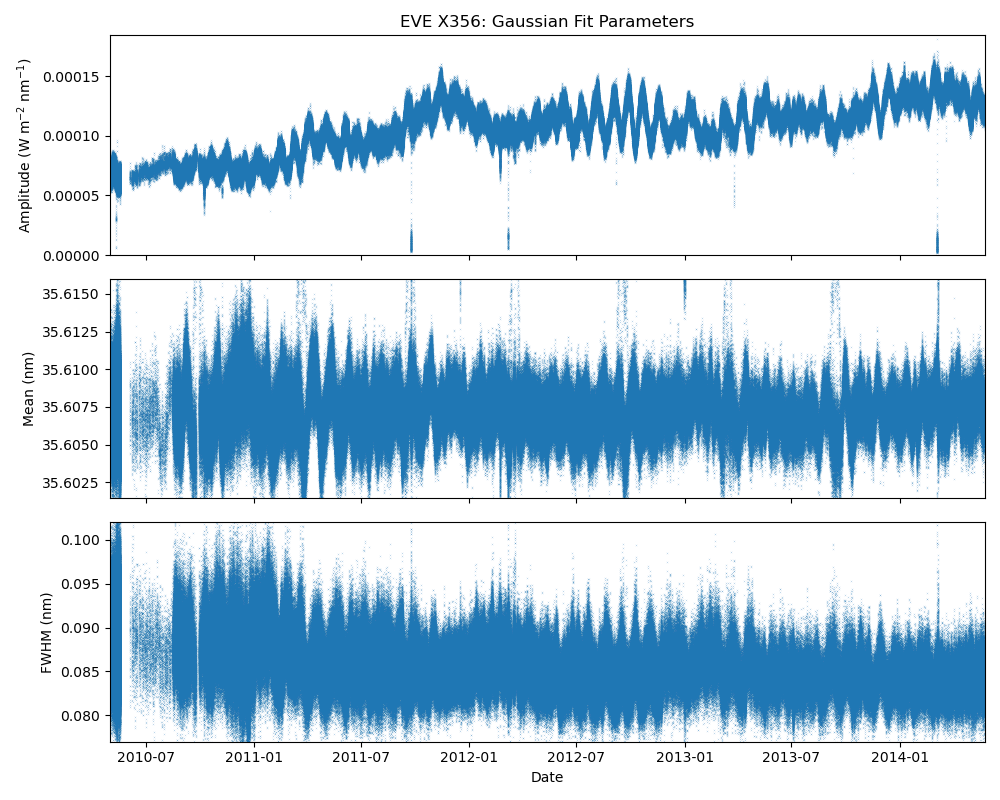 EVE X356: Gaussian Fit Parameters
Amplitude (W m⁻² nm⁻¹)
0.00015
0.00010
0.00005
0.00000
Mean (nm)
35.6150
35.6125
35.6100
35.6075
35.6050
35.6025
FWHM (nm)
0.100
0.095
0.090
0.085
0.080
2010-07 2011-01 2011-07 2012-01 2012-07 2013-01 2013-07 2014-01
Date